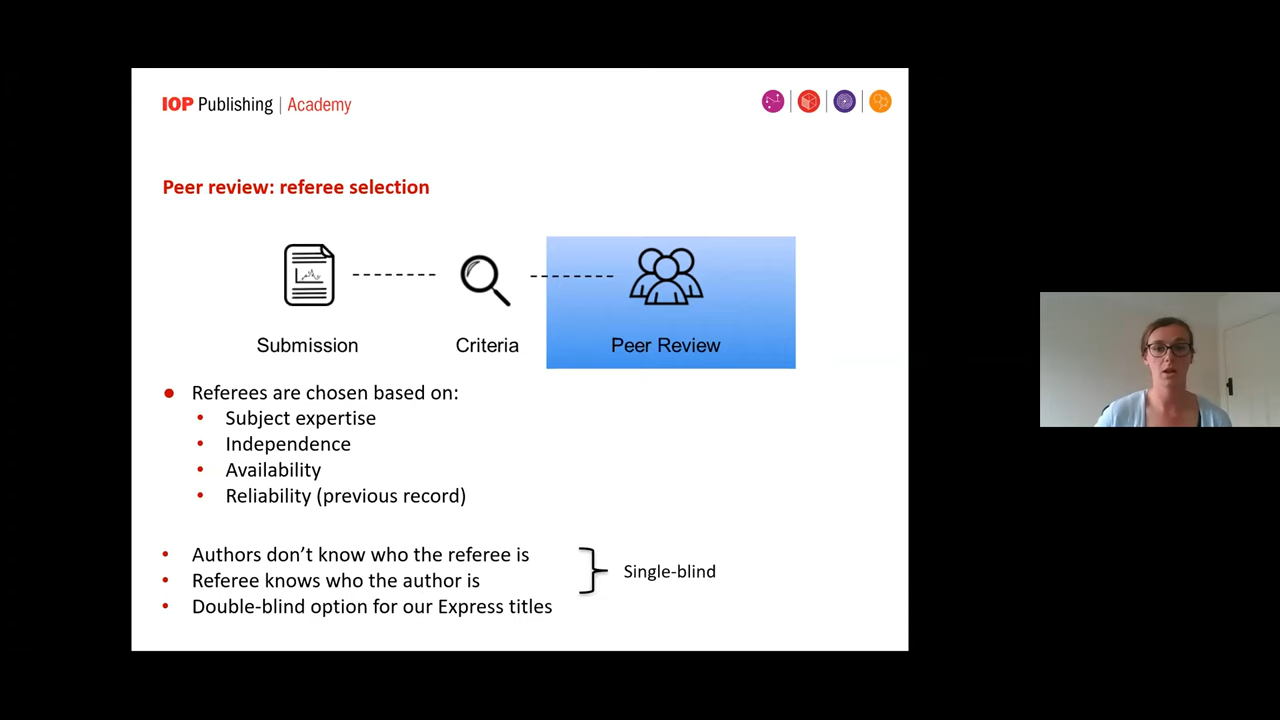 IOP Publishing | Academy
Peer review: referee selection
Submission
Criteria
Peer Review
Referees are chosen based on:
Subject expertise
Independence
Availability
Reliability (previous record)
Authors don’t know who the referee is
Referee knows who the author is
Single-blind
Double-blind option for our Express titles